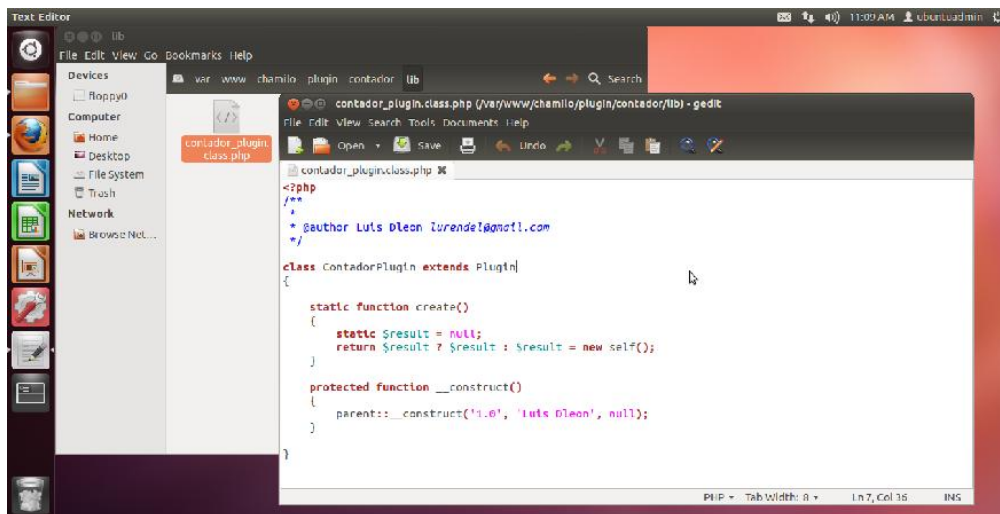 Text Editor 11:09 AM ubuntuadmin
lib
File Edit View Go Bookmarks Help
Devices
floppy0
Computer
Home
Desktop
File System
Trash
Network
Browse Net...
var www chamilo plugin contador lib Search
contador_plugin.
class.php
contador_plugin.class.php (/var/www/chamilo/plugin/contador/lib) - gedit
File Edit View Search Tools Documents Help
Open Save Undo
contador_plugin.class.php
<?php
/**
 *
 * @author Luis Dleon lurendel@gmail.com
 */
class ContadorPlugin extends Plugin
{
static function create()
{
static $result = null;
return $result ? $result : $result = new self();
}
protected function __construct()
{
parent::__construct('1.0', 'Luis Dleon', null);
}
}
PHP Tab Width: 8 Ln 7, Col 36 INS